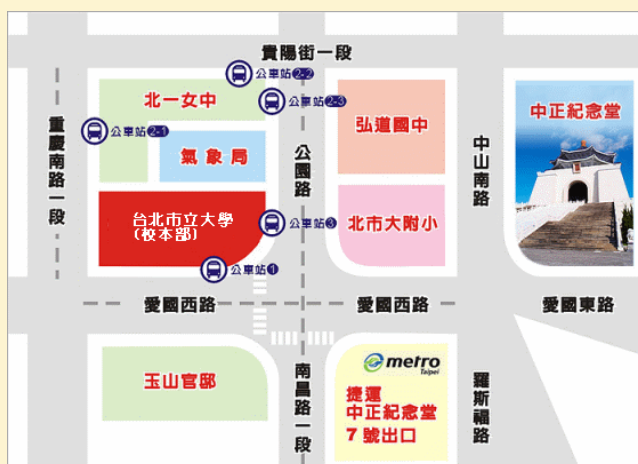 貴陽街一段
公車站2-2
北一女中
公車站2-3
中正紀念堂
重慶南路一段
公車站2-1
弘道國中
中山南路
氣象局
公園路
台北市立大學
(校本部)
公車站3
北市大附小
公車站1
愛國西路
愛國西路
愛國東路
metro
Taipei
玉山官邸
南昌路一段
捷運
中正紀念堂
7號出口
羅斯福路